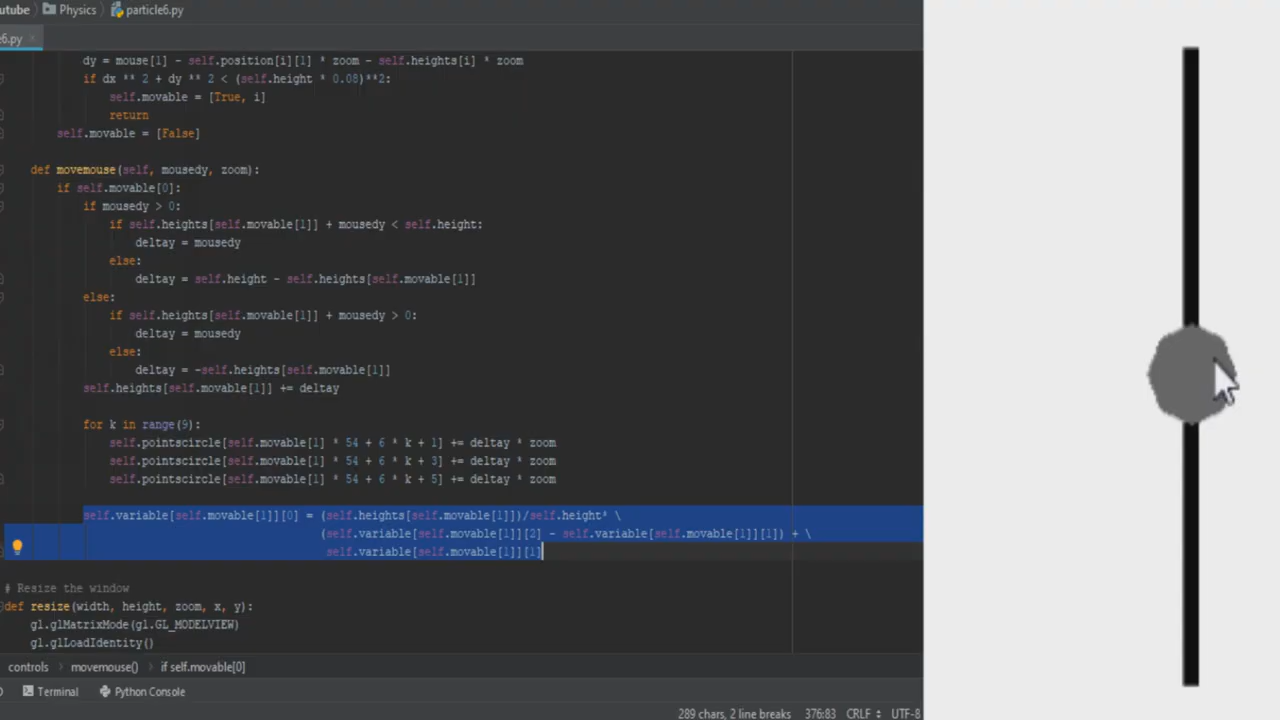 utube Physics particle6.py
e6.py
dy = mouse[1] - self.position[i][1] * zoom - self.heights[i] * zoom
if dx ** 2 + dy ** 2 < (self.height * 0.08)**2:
self.movable = [True, i]
return
self.movable = [False]
def movemouse(self, mousedy, zoom):
if self.movable[0]:
if mousedy > 0:
if self.heights[self.movable[1]] + mousedy < self.height:
deltay = mousedy
else:
deltay = self.height - self.heights[self.movable[1]]
else:
if self.heights[self.movable[1]] + mousedy > 0:
deltay = mousedy
else:
deltay = -self.heights[self.movable[1]]
self.heights[self.movable[1]] += deltay
for k in range(9):
self.pointscircle[self.movable[1] * 54 + 6 * k + 1] += deltay * zoom
self.pointscircle[self.movable[1] * 54 + 6 * k + 3] += deltay * zoom
self.pointscircle[self.movable[1] * 54 + 6 * k + 5] += deltay * zoom
self.variable[self.movable[1]][0] = (self.heights[self.movable[1]])/self.height* \
(self.variable[self.movable[1]][2] - self.variable[self.movable[1]][1]) + \
self.variable[self.movable[1]][1]
# Resize the window
def resize(width, height, zoom, x, y):
gl.glMatrixMode(gl.GL_MODELVIEW)
gl.glLoadIdentity()
controls movemouse() if self.movable[0]
Terminal Python Console
289 chars, 2 line breaks 376:83 CRLF UTF-8